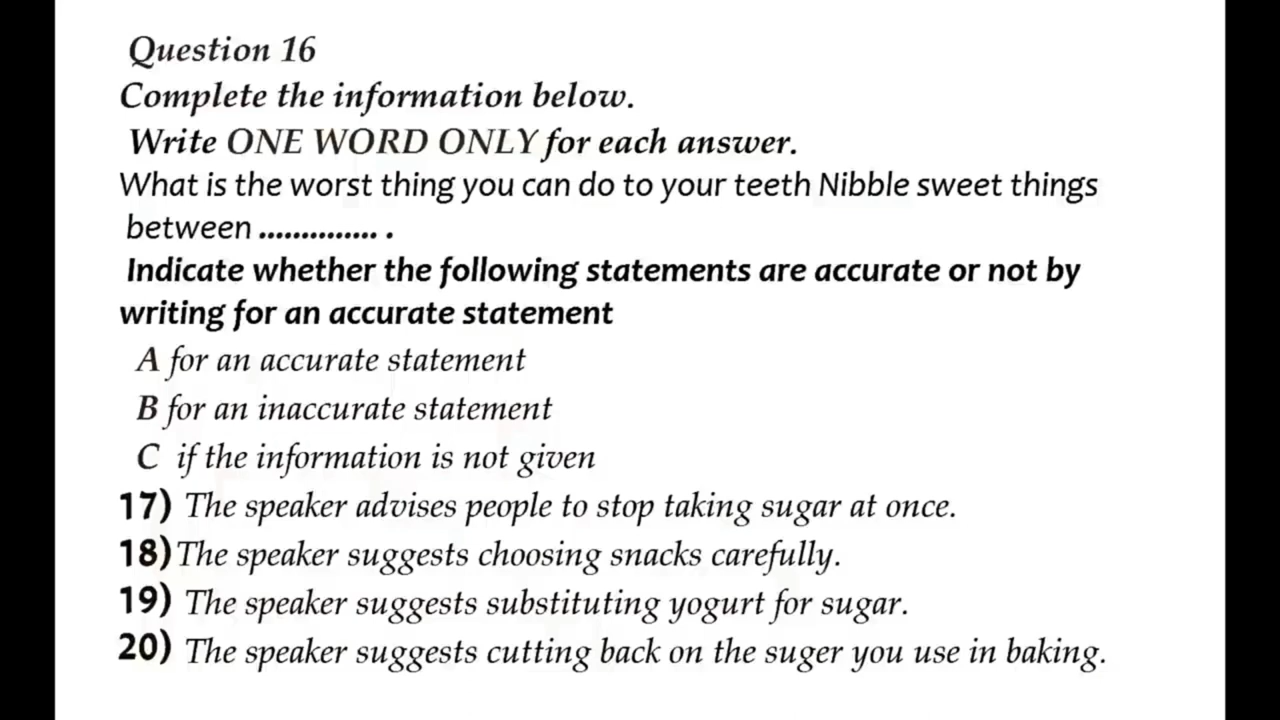 Question 16
Complete the information below.
Write ONE WORD ONLY for each answer.
What is the worst thing you can do to your teeth Nibble sweet things
between .............. .
Indicate whether the following statements are accurate or not by
writing for an accurate statement
A for an accurate statement
B for an inaccurate statement
C if the information is not given
17) The speaker advises people to stop taking sugar at once.
18) The speaker suggests choosing snacks carefully.
19) The speaker suggests substituting yogurt for sugar.
20) The speaker suggests cutting back on the suger you use in baking.